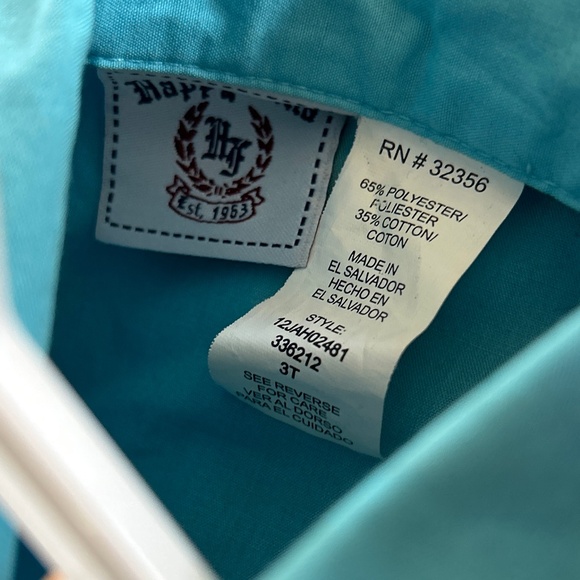 HF
Est, 1963
RN # 32356
65% POLYESTER/
POLIESTER
35% COTTON/
COTON
MADE IN
EL SALVADOR
HECHO EN
EL SALVADOR
STYLE:
12JAH02481
336212
3T
SEE REVERSE
FOR CARE
VER AL DORSO
PARA EL CUIDADO